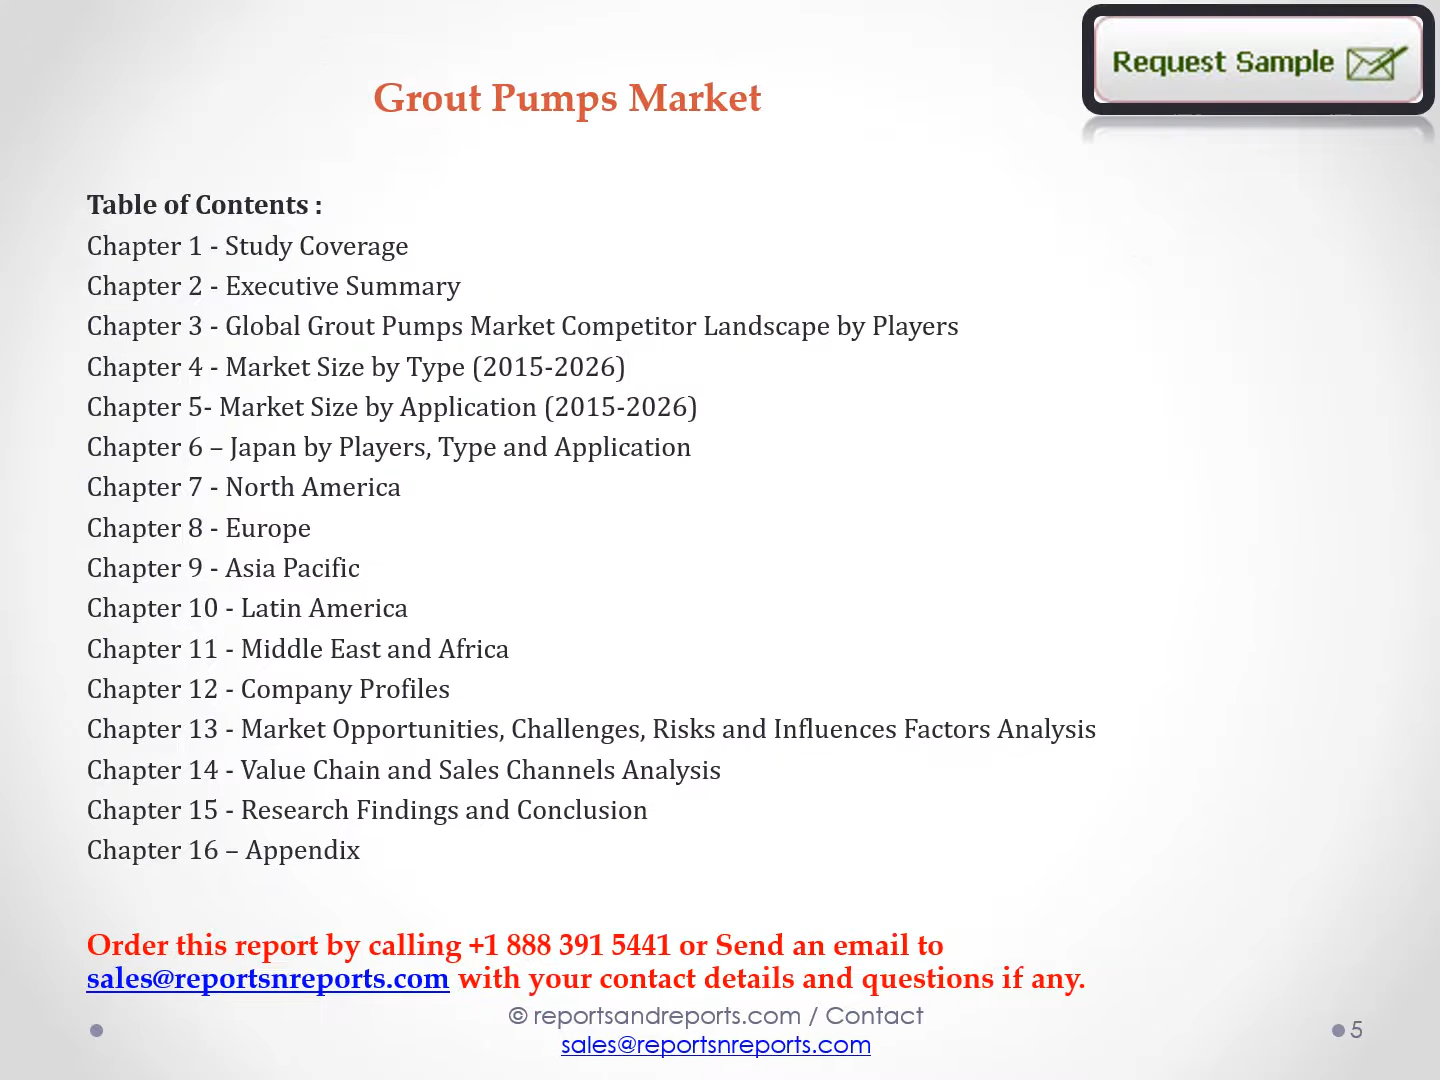 Request Sample
Grout Pumps Market
Table of Contents :
Chapter 1 - Study Coverage
Chapter 2 - Executive Summary
Chapter 3 - Global Grout Pumps Market Competitor Landscape by Players
Chapter 4 - Market Size by Type (2015-2026)
Chapter 5- Market Size by Application (2015-2026)
Chapter 6 – Japan by Players, Type and Application
Chapter 7 - North America
Chapter 8 - Europe
Chapter 9 - Asia Pacific
Chapter 10 - Latin America
Chapter 11 - Middle East and Africa
Chapter 12 - Company Profiles
Chapter 13 - Market Opportunities, Challenges, Risks and Influences Factors Analysis
Chapter 14 - Value Chain and Sales Channels Analysis
Chapter 15 - Research Findings and Conclusion
Chapter 16 – Appendix
Order this report by calling +1 888 391 5441 or Send an email to
sales@reportsnreports.com with your contact details and questions if any.
© reportsandreports.com / Contact
sales@reportsnreports.com
5